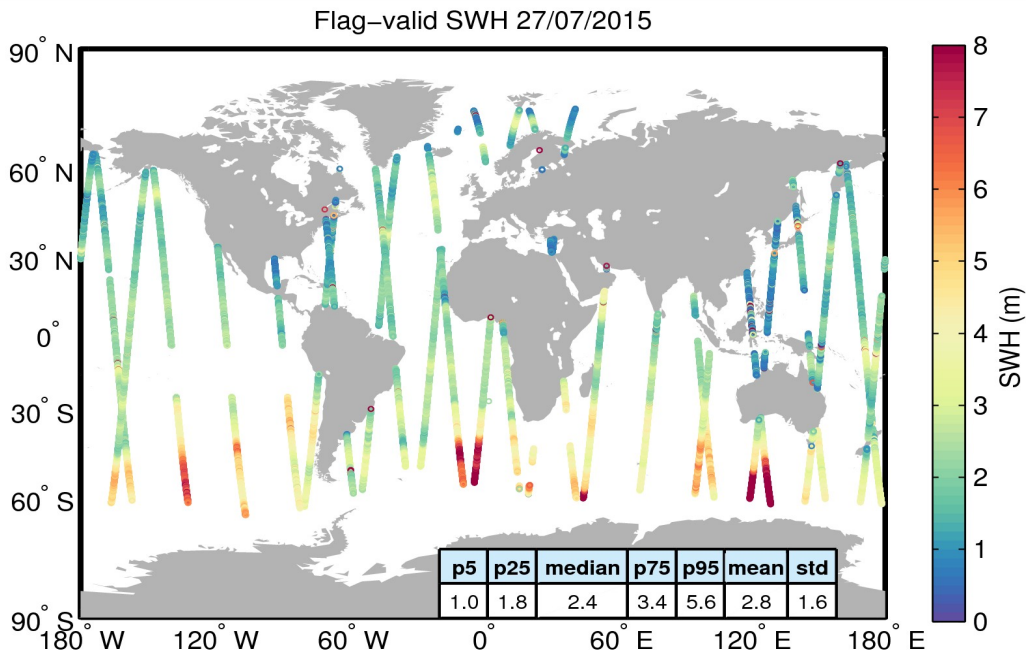 Flag−valid SWH 27/07/2015
90° N
60° N
30° N
0°
30° S
60° S
90° S
180° W
120° W
60° W
0°
60° E
120° E
180° E
p5 p25 median p75 p95 mean std
1.0 1.8 2.4 3.4 5.6 2.8 1.6
8
7
6
5
4
3
2
1
0
SWH (m)